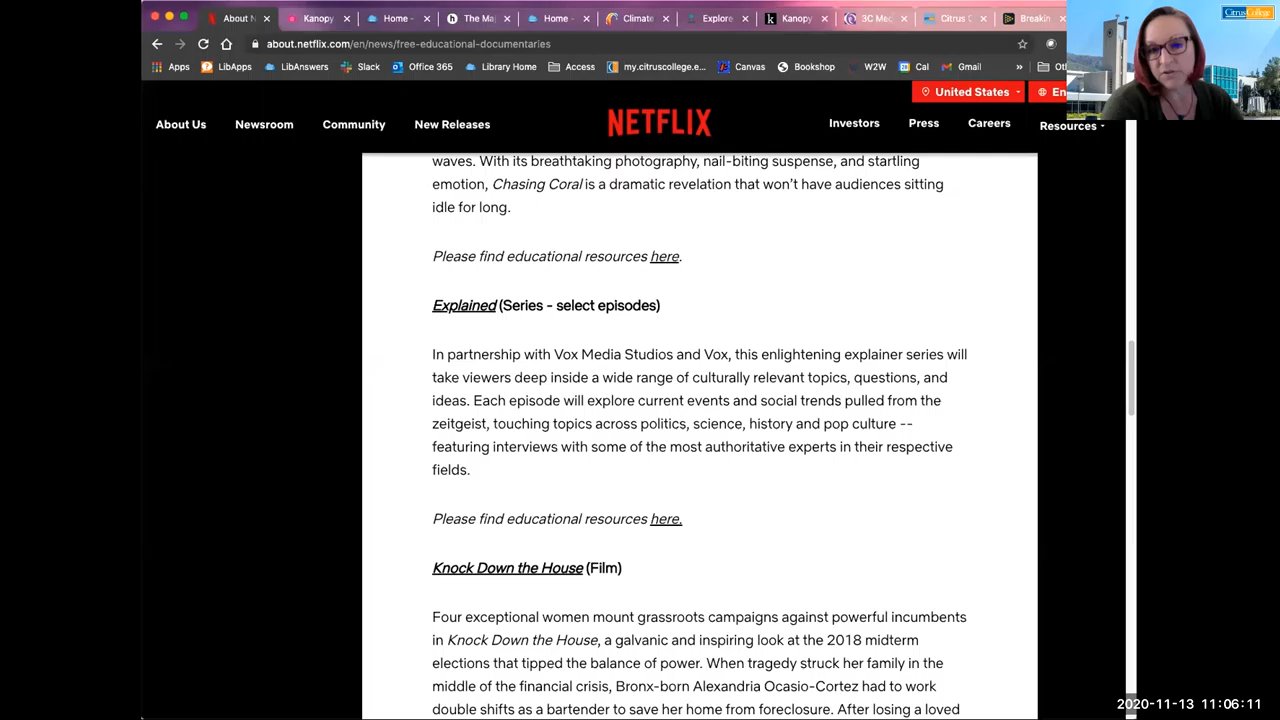 About N
Kanopy
Home -
The Ma
Home -
Climate
Explore
Kanopy
3C Med
Citrus C
Breakin
about.netflix.com/en/news/free-educational-documentaries
Apps
LibApps
LibAnswers
Slack
Office 365
Library Home
Access
my.citruscollege.e...
Canvas
Bookshop
W2W
Cal
Gmail
»
CitrusCollege
United States
En
About Us
Newsroom
Community
New Releases
NETFLIX
Investors
Press
Careers
Resources
waves. With its breathtaking photography, nail-biting suspense, and startling
emotion, Chasing Coral is a dramatic revelation that won't have audiences sitting
idle for long.
Please find educational resources here.
Explained (Series - select episodes)
In partnership with Vox Media Studios and Vox, this enlightening explainer series will
take viewers deep inside a wide range of culturally relevant topics, questions, and
ideas. Each episode will explore current events and social trends pulled from the
zeitgeist, touching topics across politics, science, history and pop culture --
featuring interviews with some of the most authoritative experts in their respective
fields.
Please find educational resources here.
Knock Down the House (Film)
Four exceptional women mount grassroots campaigns against powerful incumbents
in Knock Down the House, a galvanic and inspiring look at the 2018 midterm
elections that tipped the balance of power. When tragedy struck her family in the
middle of the financial crisis, Bronx-born Alexandria Ocasio-Cortez had to work
double shifts as a bartender to save her home from foreclosure. After losing a loved
2020-11-13 11:06:11